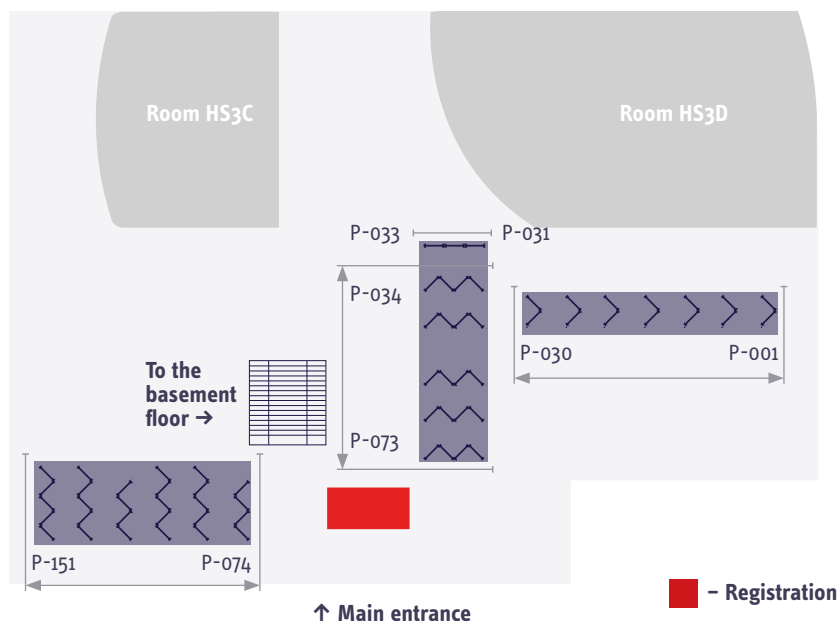 Room HS3C
Room HS3D
P-033
P-031
P-034
P-030
P-001
To the
basement
floor →
P-073
P-151
P-074
– Registration
↑ Main entrance